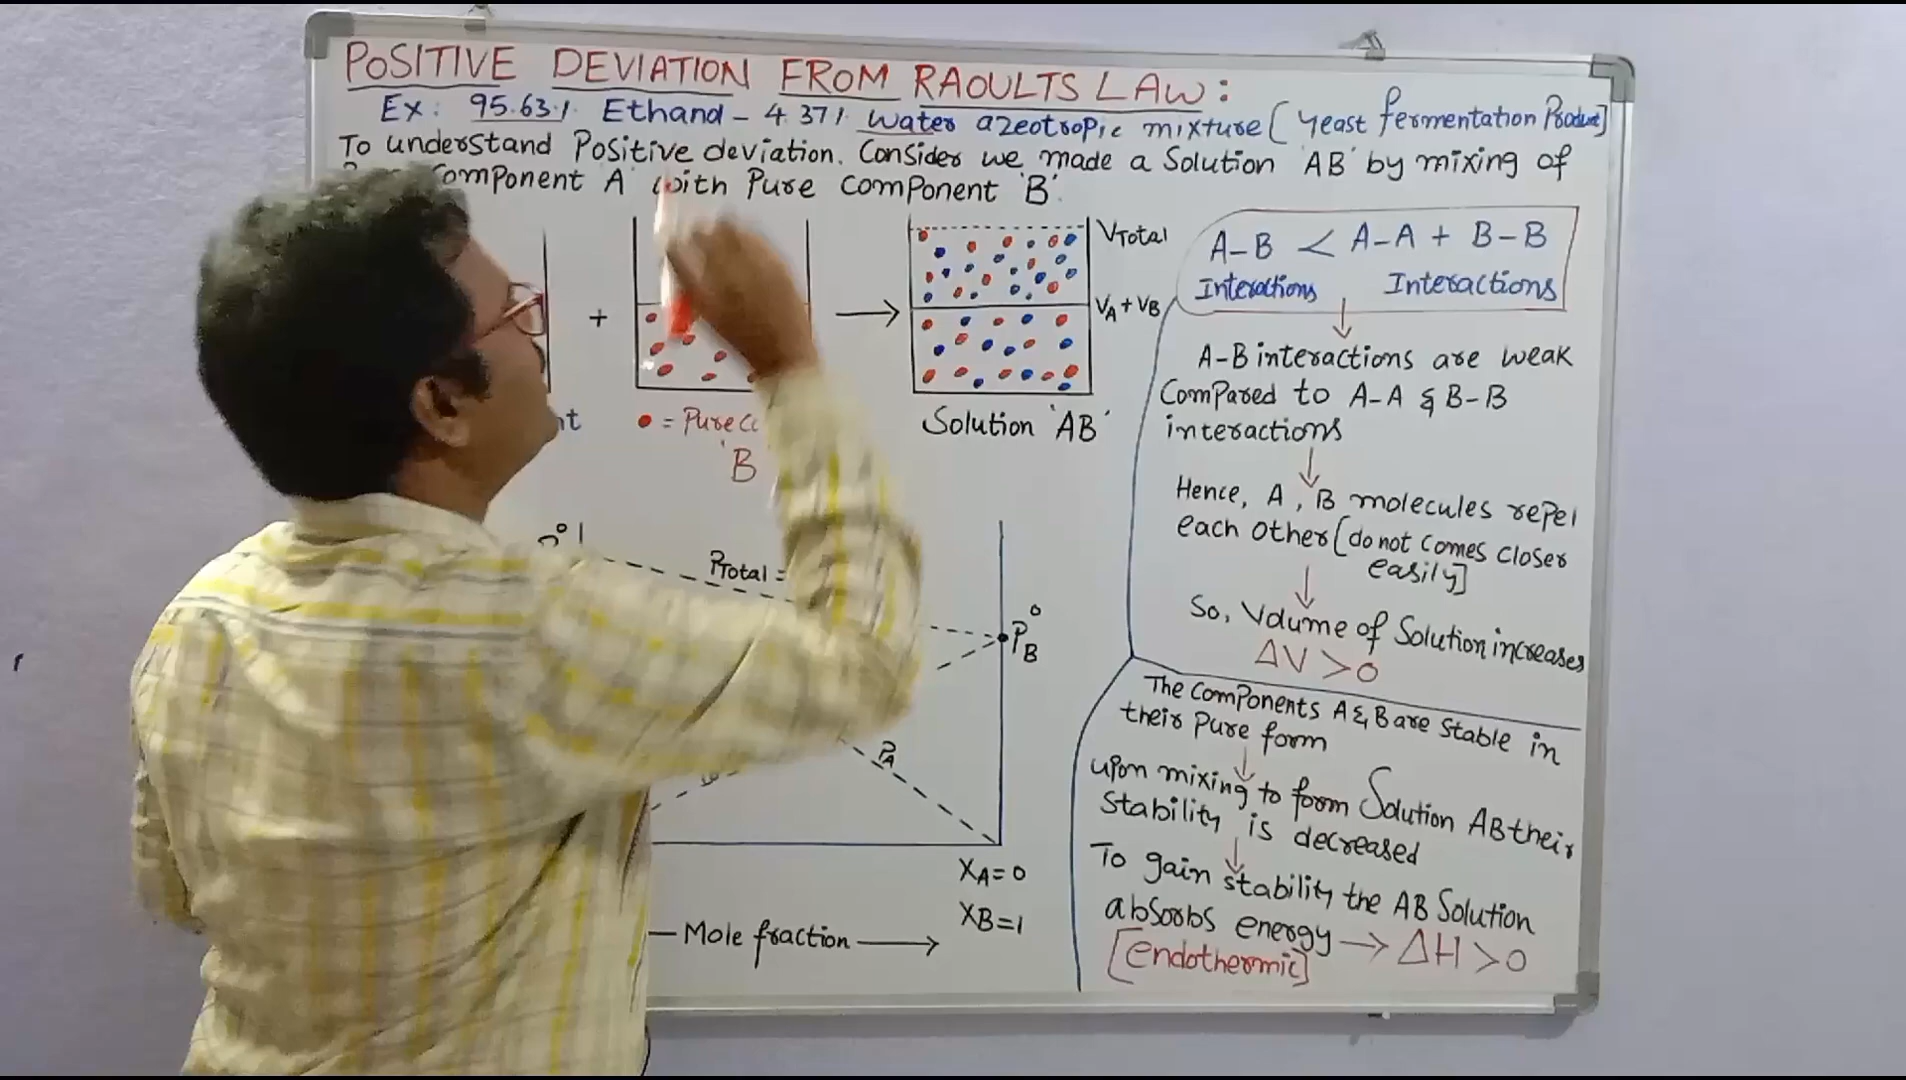 POSITIVE DEVIATION FROM RAOULTS LAW:
Ex: 95.63% Ethanol - 4.37% Water azeotropic mixture [Yeast fermentation Product]
To understand Positive deviation. Consider we made a Solution 'AB' by mixing of
Component 'A' with Pure Component 'B'.
VTotal
VA + VB
+
Solution 'AB'
= Pure
'B'
A-B < A-A + B-B
Interactions Interactions
A-B interactions are weak
Compared to A-A & B-B
interactions
Hence, A, B molecules repel
each other [do not comes closer
easily]
So, Volume of Solution increases
ΔV > 0
The Components A & B are stable in
their pure form
upon mixing to form Solution AB their
stability is decreased
To gain stability the AB Solution
absorbs energy → ΔH > 0
[endothermic]
PTotal =
P°B
PA
XA = 0
XB = 1
Mole fraction